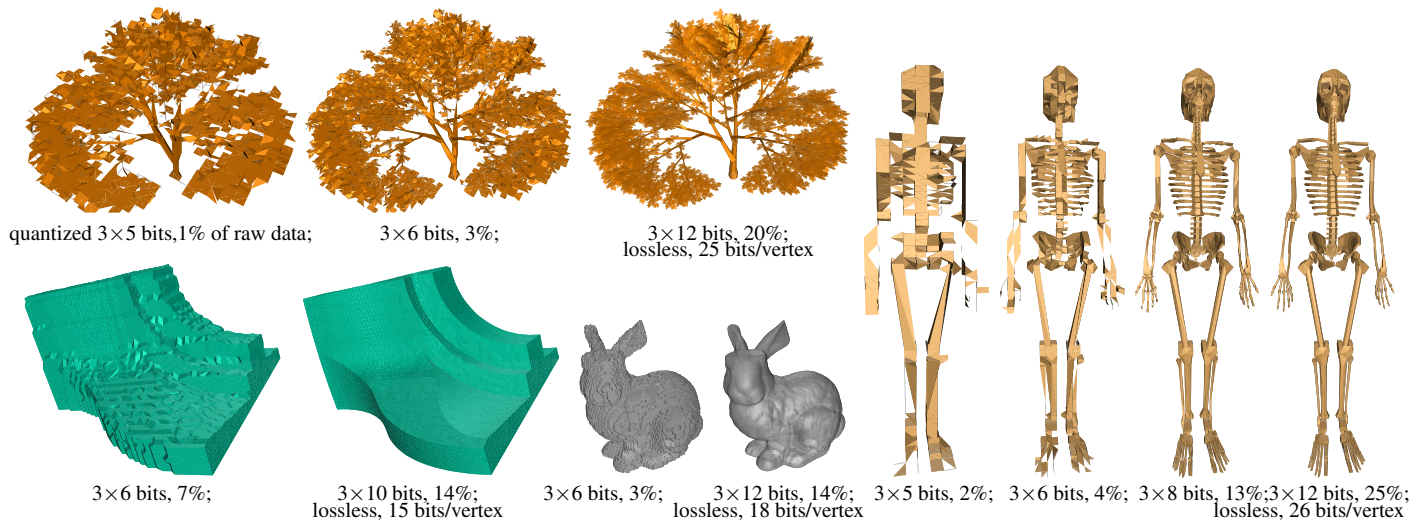 quantized 3×5 bits,1% of raw data;
3×6 bits, 3%;
3×12 bits, 20%;
lossless, 25 bits/vertex
3×6 bits, 7%;
3×10 bits, 14%;
lossless, 15 bits/vertex
3×6 bits, 3%;
3×12 bits, 14%;
lossless, 18 bits/vertex
3×5 bits, 2%;
3×6 bits, 4%;
3×8 bits, 13%;
3×12 bits, 25%;
lossless, 26 bits/vertex